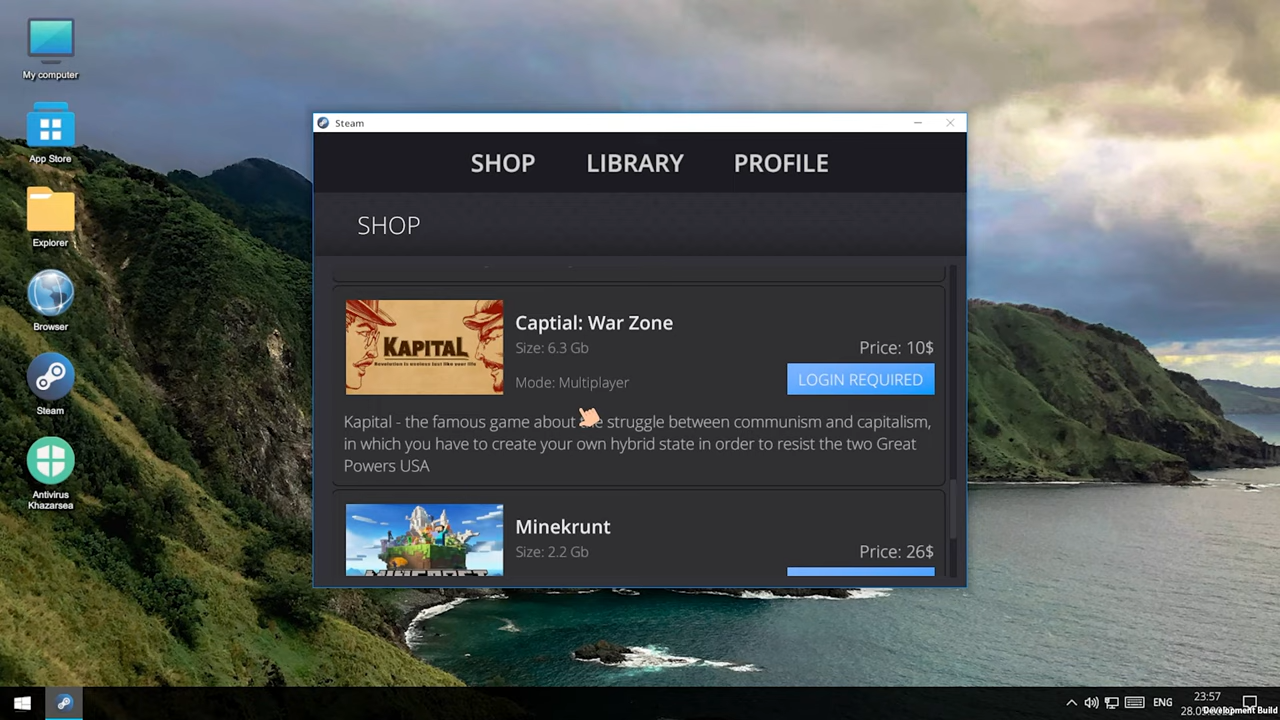 My computer
App Store
Explorer
Browser
Steam
Antivirus
Khazarsea
Steam
SHOP LIBRARY PROFILE
SHOP
KAPITAL
Captial: War Zone
Size: 6.3 Gb
Mode: Multiplayer
Price: 10$
LOGIN REQUIRED
Kapital - the famous game about struggle between communism and capitalism,
in which you have to create your own hybrid state in order to resist the two Great
Powers USA
Minekrunt
Size: 2.2 Gb
Price: 26$
ENG
23:57
28.0
Development Build